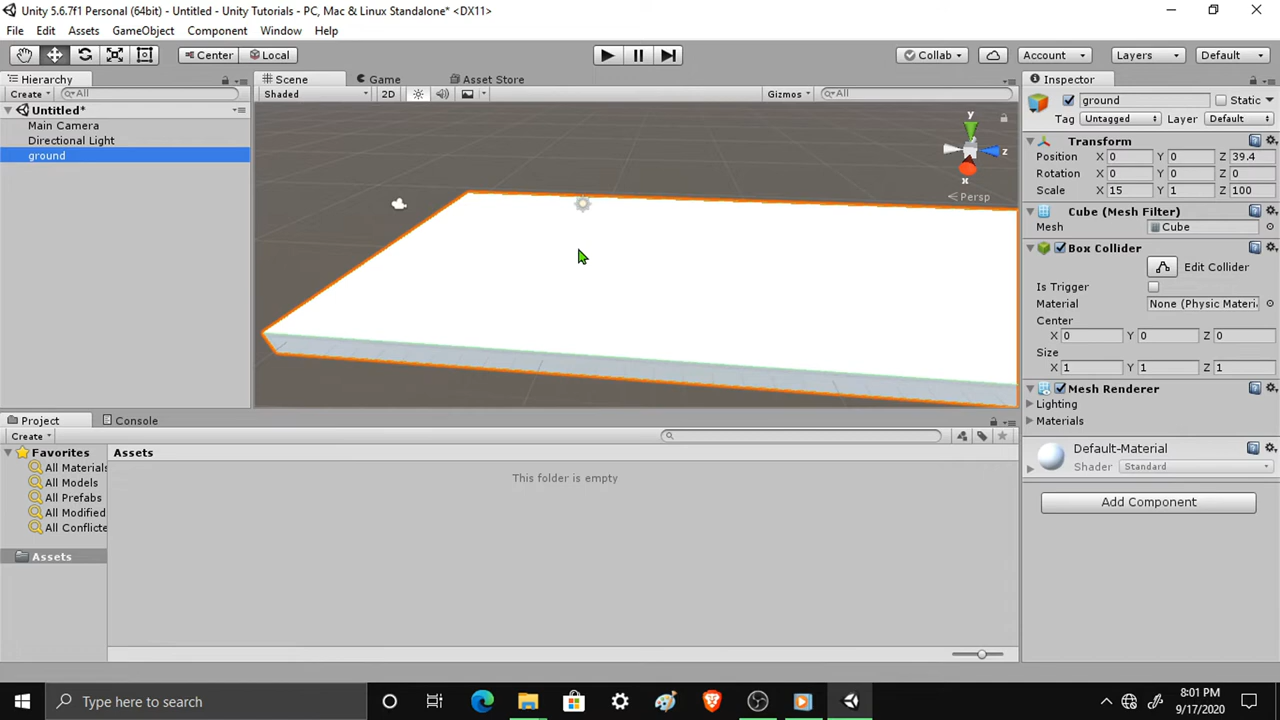 Unity 5.6.7f1 Personal (64bit) - Untitled - Unity Tutorials - PC, Mac & Linux Standalone* <DX11>
File Edit Assets GameObject Component Window Help
Center Local Collab Account Layers Default
Hierarchy
Create All
Untitled*
Main Camera
Directional Light
ground
Scene Game Asset Store
Shaded 2D Gizmos All
y
z
x
Persp
Inspector
ground Static
Tag Untagged Layer Default
Transform
Position X 0 Y 0 Z 39.4
Rotation X 0 Y 0 Z 0
Scale X 15 Y 1 Z 100
Cube (Mesh Filter)
Mesh Cube
Box Collider
Edit Collider
Is Trigger
Material None (Physic Materi
Center
X 0 Y 0 Z 0
Size
X 1 Y 1 Z 1
Mesh Renderer
Lighting
Materials
Default-Material
Shader Standard
Add Component
Project Console
Create
Favorites
All Materials
All Models
All Prefabs
All Modified
All Conflicte
Assets
Assets
This folder is empty
Type here to search
8:01 PM
9/17/2020